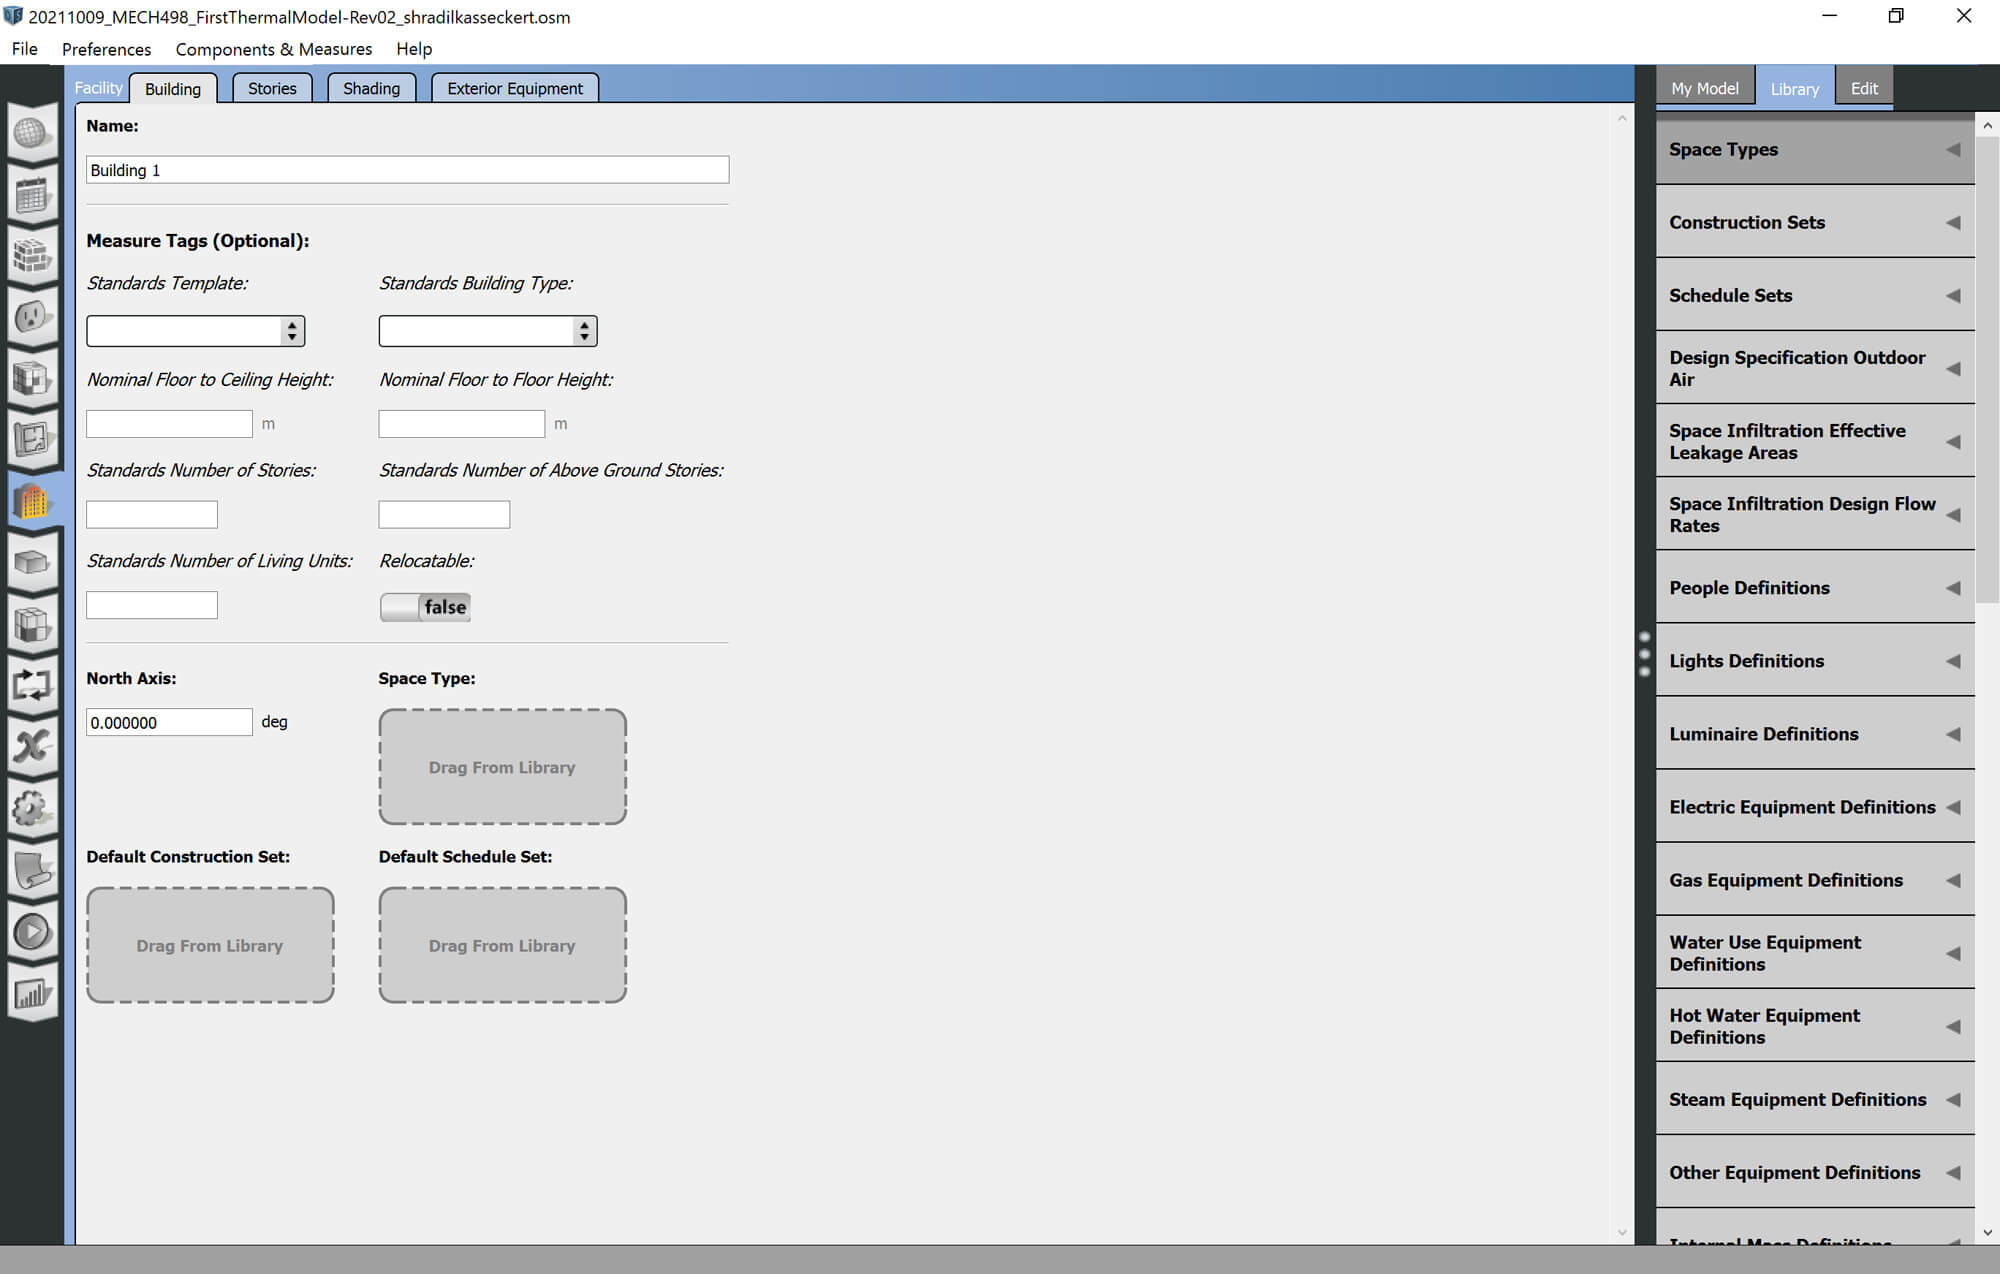 20211009_MECH498_FirstThermalModel-Rev02_shradilkasseckert.osm
File Preferences Components & Measures Help
Facility Building Stories Shading Exterior Equipment
My Model Library Edit
Name:
Building 1
Measure Tags (Optional):
Standards Template: Standards Building Type:
Nominal Floor to Ceiling Height: Nominal Floor to Floor Height:
m m
Standards Number of Stories: Standards Number of Above Ground Stories:
Standards Number of Living Units: Relocatable:
false
North Axis: Space Type:
0.000000 deg
Drag From Library
Default Construction Set: Default Schedule Set:
Drag From Library Drag From Library
Space Types
Construction Sets
Schedule Sets
Design Specification Outdoor
Air
Space Infiltration Effective
Leakage Areas
Space Infiltration Design Flow
Rates
People Definitions
Lights Definitions
Luminaire Definitions
Electric Equipment Definitions
Gas Equipment Definitions
Water Use Equipment
Definitions
Hot Water Equipment
Definitions
Steam Equipment Definitions
Other Equipment Definitions
Internal Mass Definitions